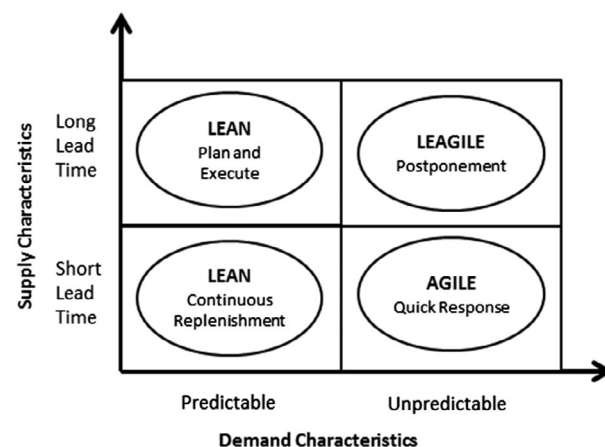 Supply Characteristics
Long
Lead
Time
LEAN
Plan and
Execute
LEAGILE
Postponement
Short
Lead
Time
LEAN
Continuous
Replenishment
AGILE
Quick Response
Predictable
Unpredictable
Demand Characteristics